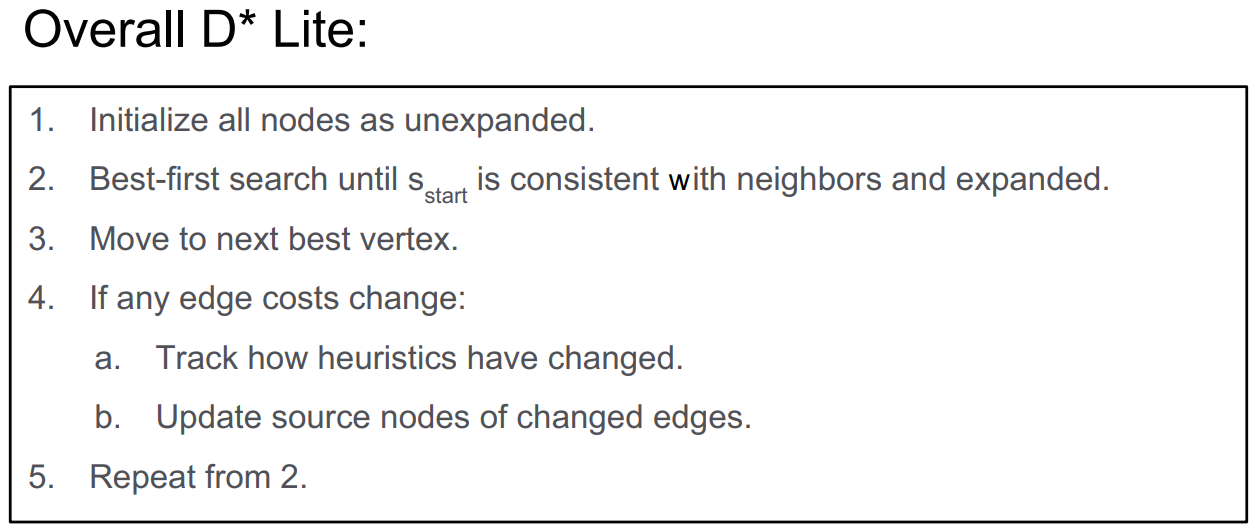 Overall D* Lite:
1. Initialize all nodes as unexpanded.
2. Best-first search until s_start is consistent with neighbors and expanded.
3. Move to next best vertex.
4. If any edge costs change:
a. Track how heuristics have changed.
b. Update source nodes of changed edges.
5. Repeat from 2.